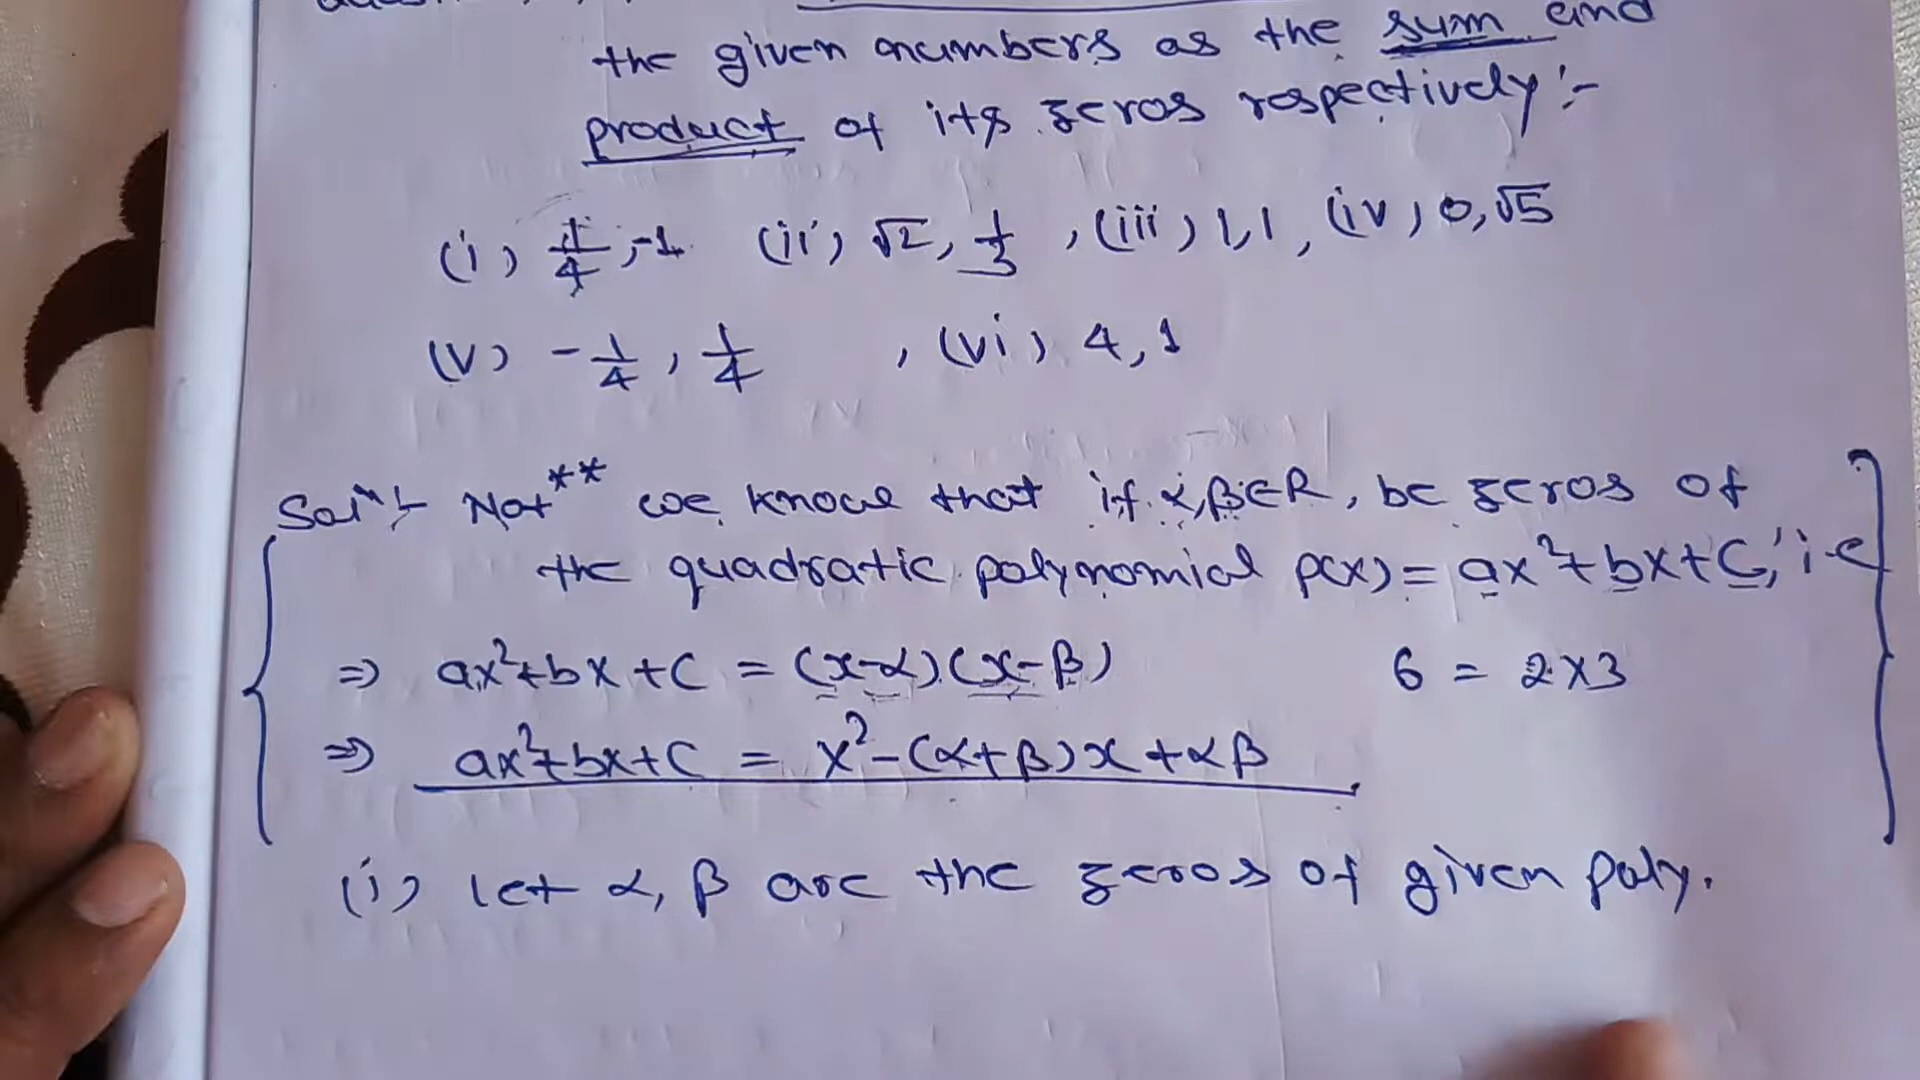 the given numbers as the sum and
product of its zeros respectively :-
(i) 1/4, -1 (ii) √2, 1/3, (iii) 1, 1, (iv) 0, √5
(v) -1/4, 1/4, (vi) 4, 1
Sol^n:- Not** we know that if α, β∈R, be zeros of
the quadratic polynomial p(x) = ax²+bx+C, i.e
⇒ ax²+bx+C = (x-α)(x-β) 6 = 2×3
⇒ ax²+bx+C = x²-(α+β)x+αβ
(i) let α, β are the zeros of given poly.